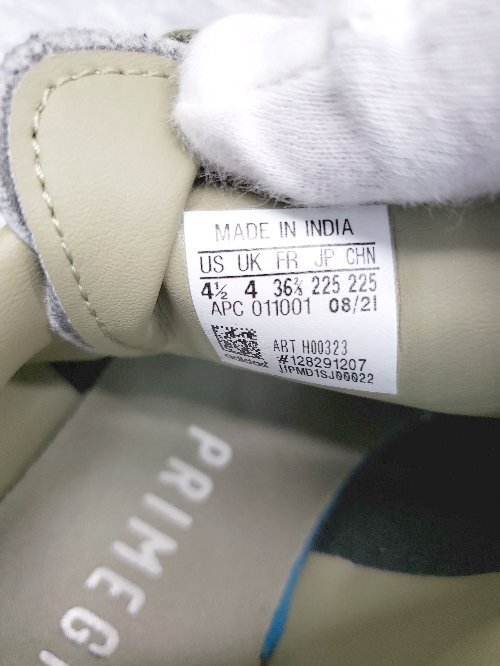 MADE IN INDIA
US UK FR JP CHN
4½ 4 36⅔ 225 225
APC 011001 08/21
ART H00323
adidas #128291207
PRIMEG